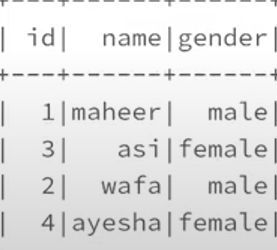 +---+------+------+
| id|  name|gender|
+---+------+------+
|  1|maheer|  male|
|  3|   asi|female|
|  2|  wafa|  male|
|  4|ayesha|female|